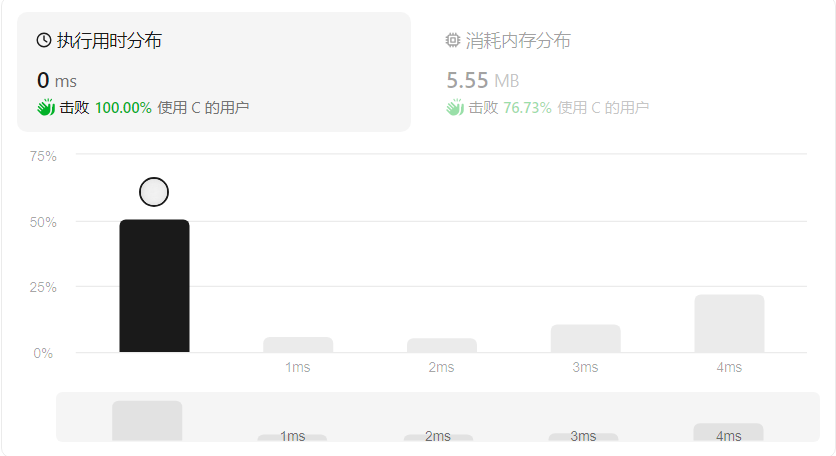 执行用时分布
0 ms
击败 100.00% 使用 C 的用户
消耗内存分布
5.55 MB
击败 76.73% 使用 C 的用户
75%
50%
25%
0%
1ms 2ms 3ms 4ms
1ms 2ms 3ms 4ms